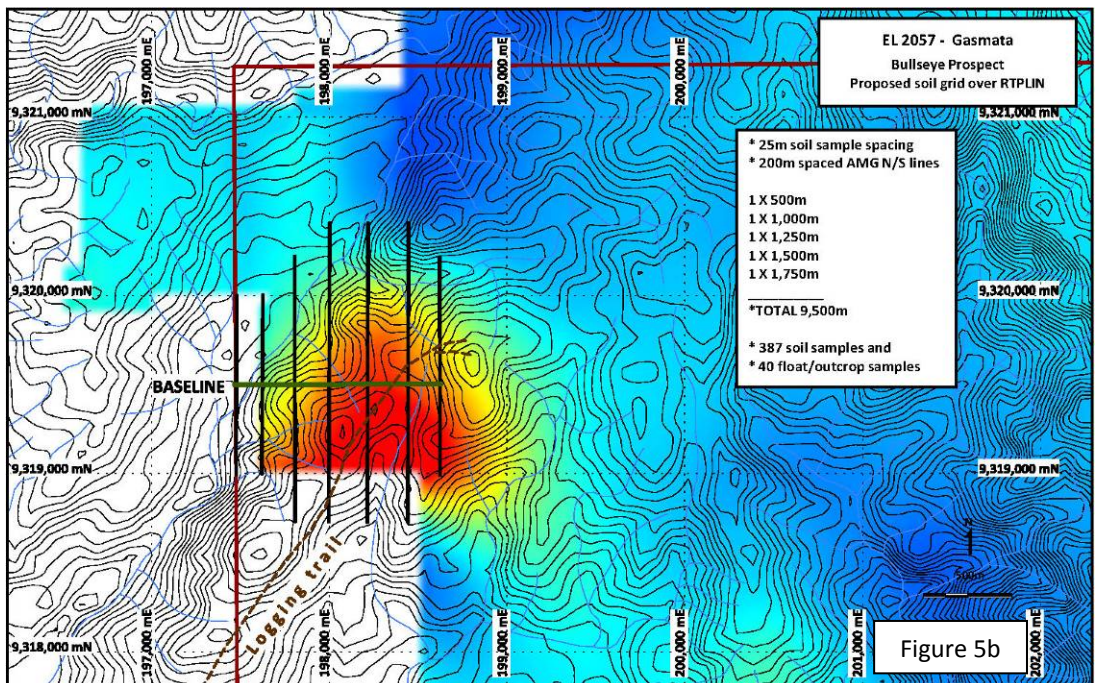 EL 2057 - Gasmata
Bullseye Prospect
Proposed soil grid over RTPLIN
197,000 mE
198,000 mE
199,000 mE
200,000 mE
9,321,000 mN
9,321,000 mN
* 25m soil sample spacing
* 200m spaced AMG N/S lines
1 X 500m
1 X 1,000m
1 X 1,250m
1 X 1,500m
1 X 1,750m
*TOTAL 9,500m
* 387 soil samples and
* 40 float/outcrop samples
9,320,000 mN
9,320,000 mN
BASELINE
9,319,000 mN
9,319,000 mN
N
500m
Logging trail
9,318,000 mN
197,000 mE
198,000 mE
199,000 mE
200,000 mE
201,000 mE
202,000 mE
Figure 5b